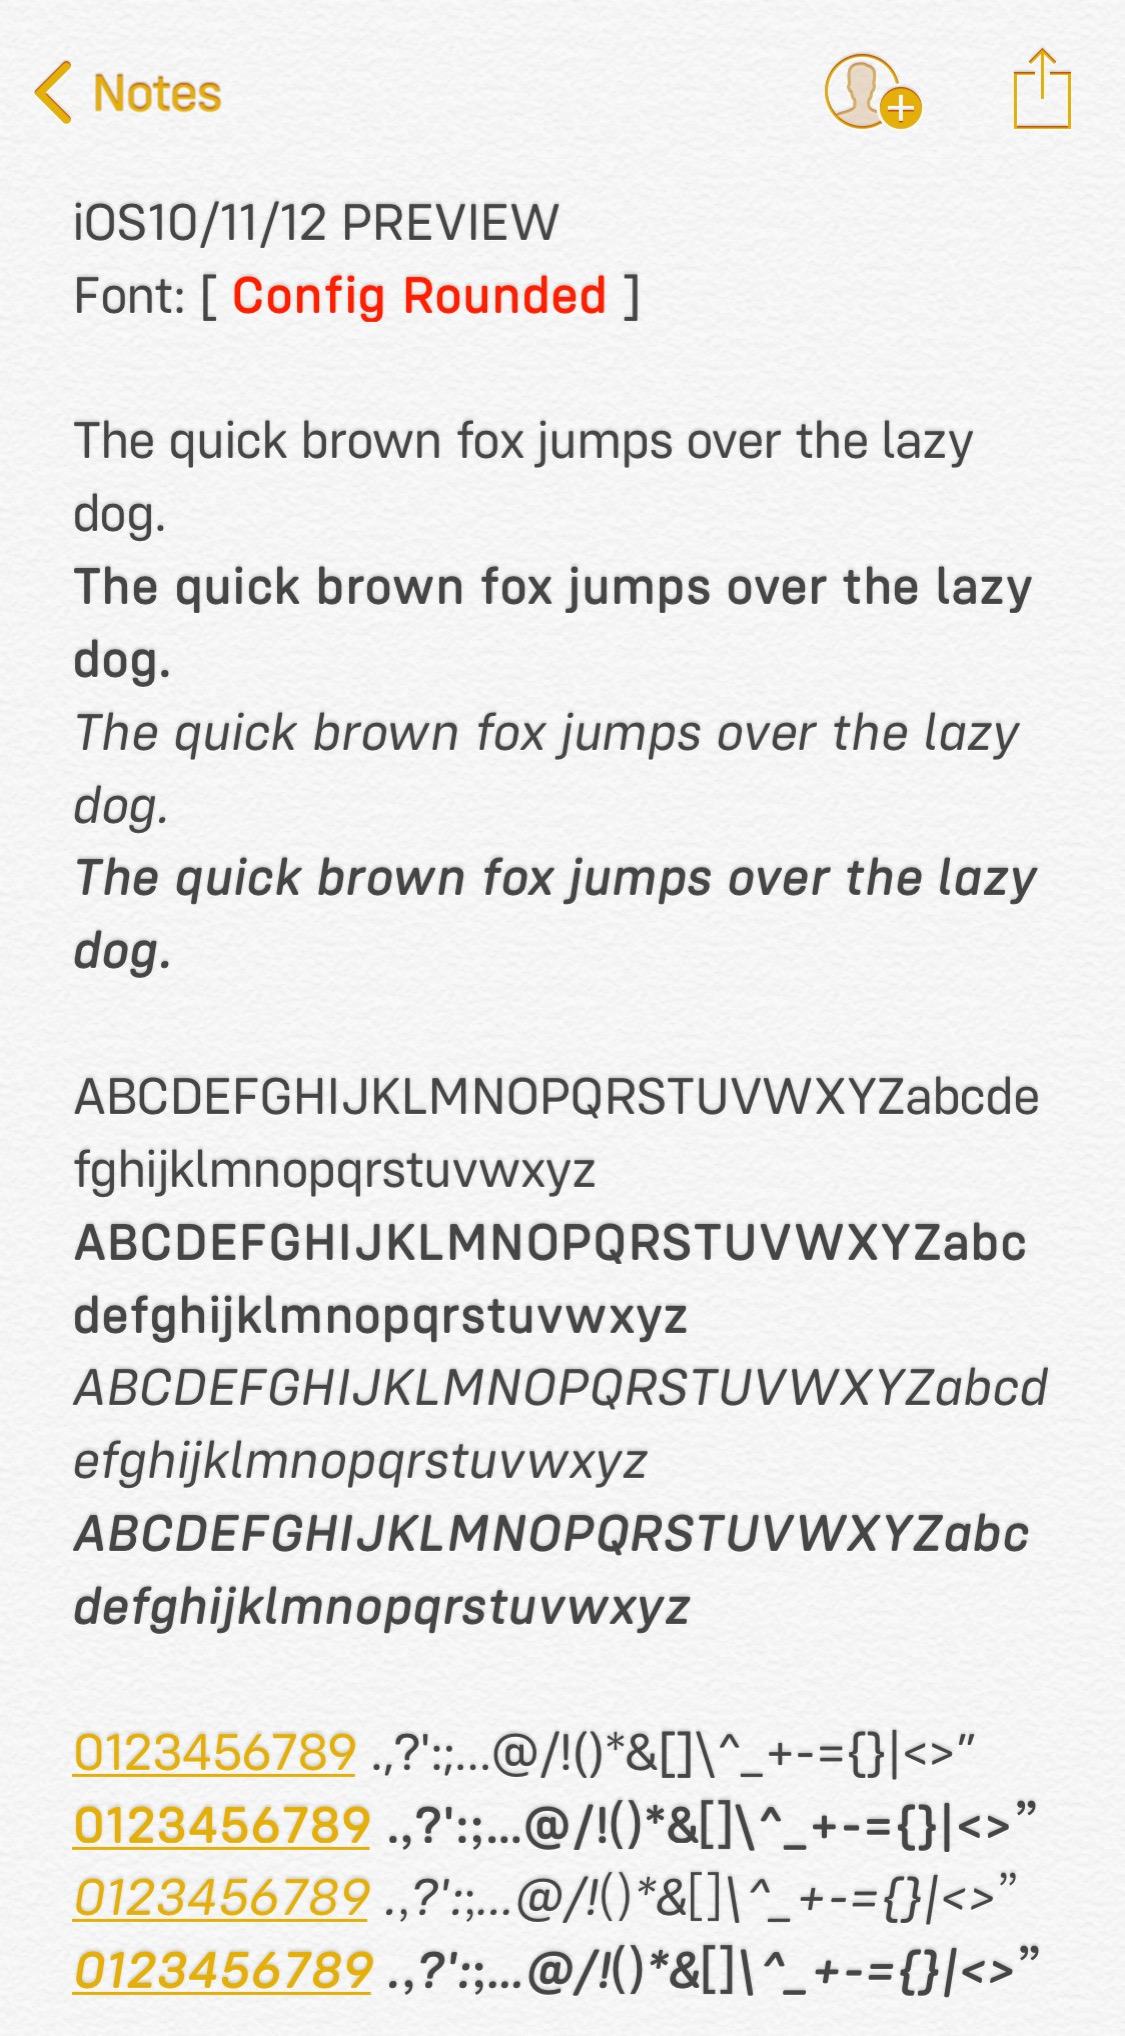 Notes
iOS10/11/12 PREVIEW
Font: [ Config Rounded ]
The quick brown fox jumps over the lazy
dog.
The quick brown fox jumps over the lazy
dog.
The quick brown fox jumps over the lazy
dog.
The quick brown fox jumps over the lazy
dog.
ABCDEFGHIJKLMNOPQRSTUVWXYZabcde
fghijklmnopqrstuvwxyz
ABCDEFGHIJKLMNOPQRSTUVWXYZabc
defghijklmnopqrstuvwxyz
ABCDEFGHIJKLMNOPQRSTUVWXYZabcd
efghijklmnopqrstuvwxyz
ABCDEFGHIJKLMNOPQRSTUVWXYZabc
defghijklmnopqrstuvwxyz
0123456789 .,?':;...@/!()*&[]\^_+-={}|<>"
0123456789 .,?':;...@/!()*&[]\^_+-={}|<>”
0123456789 .,?':;...@/!()*&[]\^_+-={}|<>”
0123456789 .,?':;...@/!()*&[]\^_+-={}|<>”